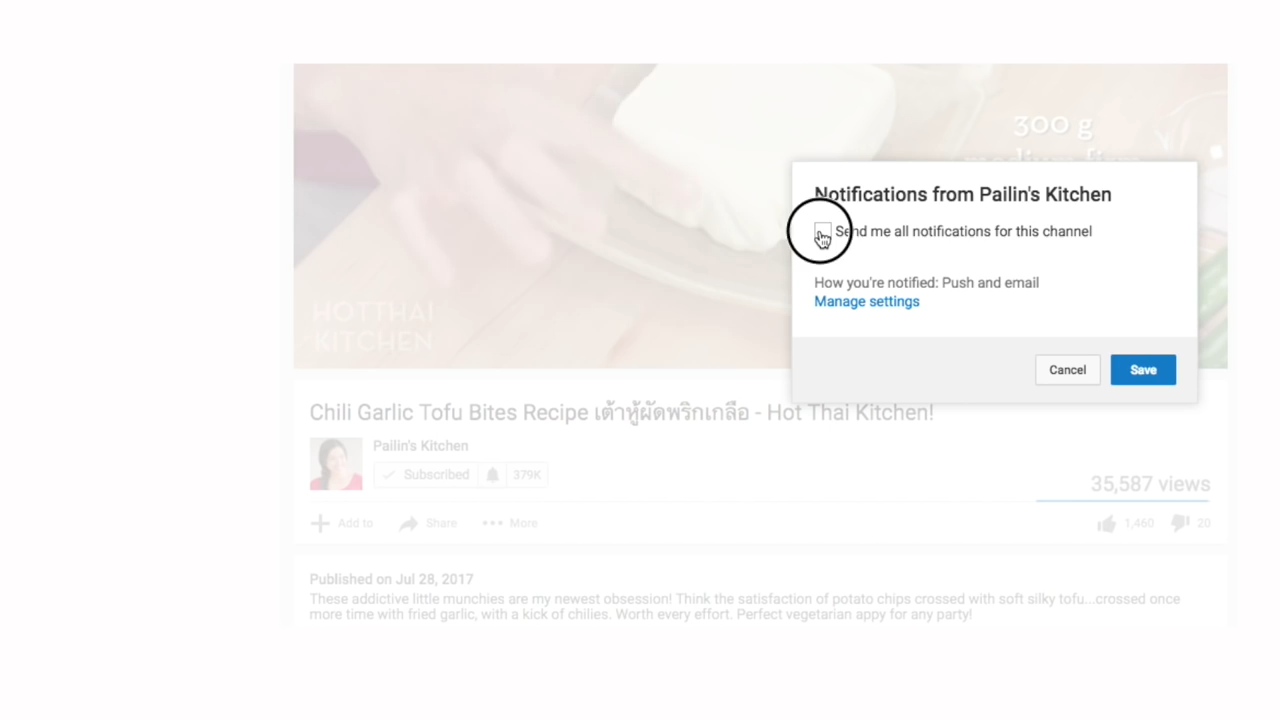 300 g
medium firm
Notifications from Pailin's Kitchen
Send me all notifications for this channel
How you're notified: Push and email
Manage settings
HOT THAI
KITCHEN
Cancel
Save
Chili Garlic Tofu Bites Recipe เต้าหู้ผัดพริกเกลือ - Hot Thai Kitchen!
Pailin's Kitchen
Subscribed 379K
35,587 views
Add to Share More 1,460 20
Published on Jul 28, 2017
These addictive little munchies are my newest obsession! Think the satisfaction of potato chips crossed with soft silky tofu...crossed once
more time with fried garlic, with a kick of chilies. Worth every effort. Perfect vegetarian appy for any party!